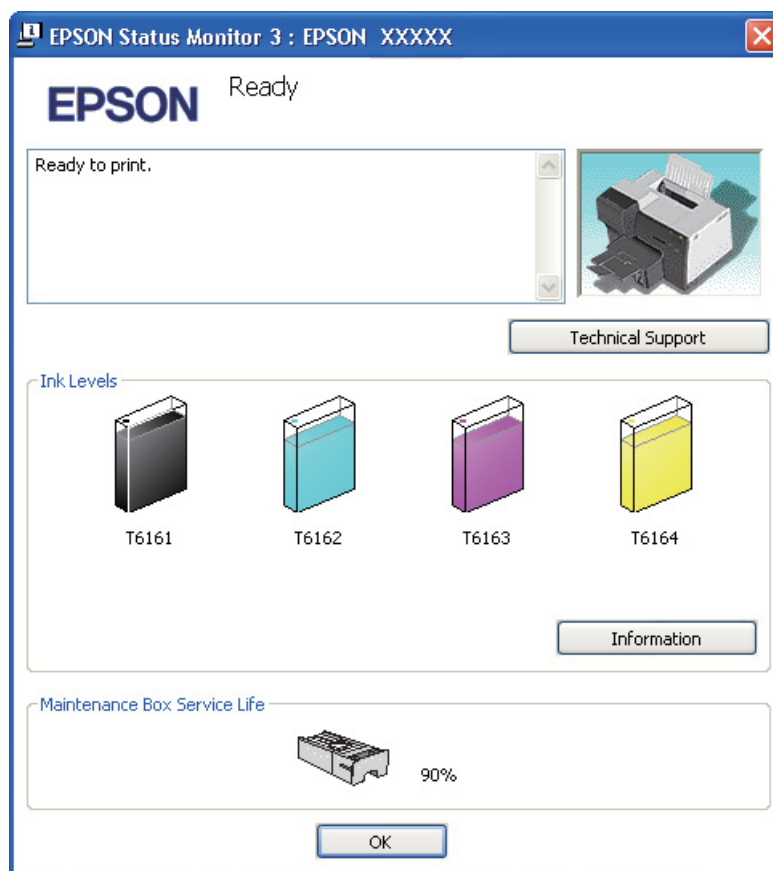 EPSON Status Monitor 3 : EPSON XXXXX
EPSON
Ready
Ready to print.
Technical Support
Ink Levels
T6161
T6162
T6163
T6164
Information
Maintenance Box Service Life
90%
OK